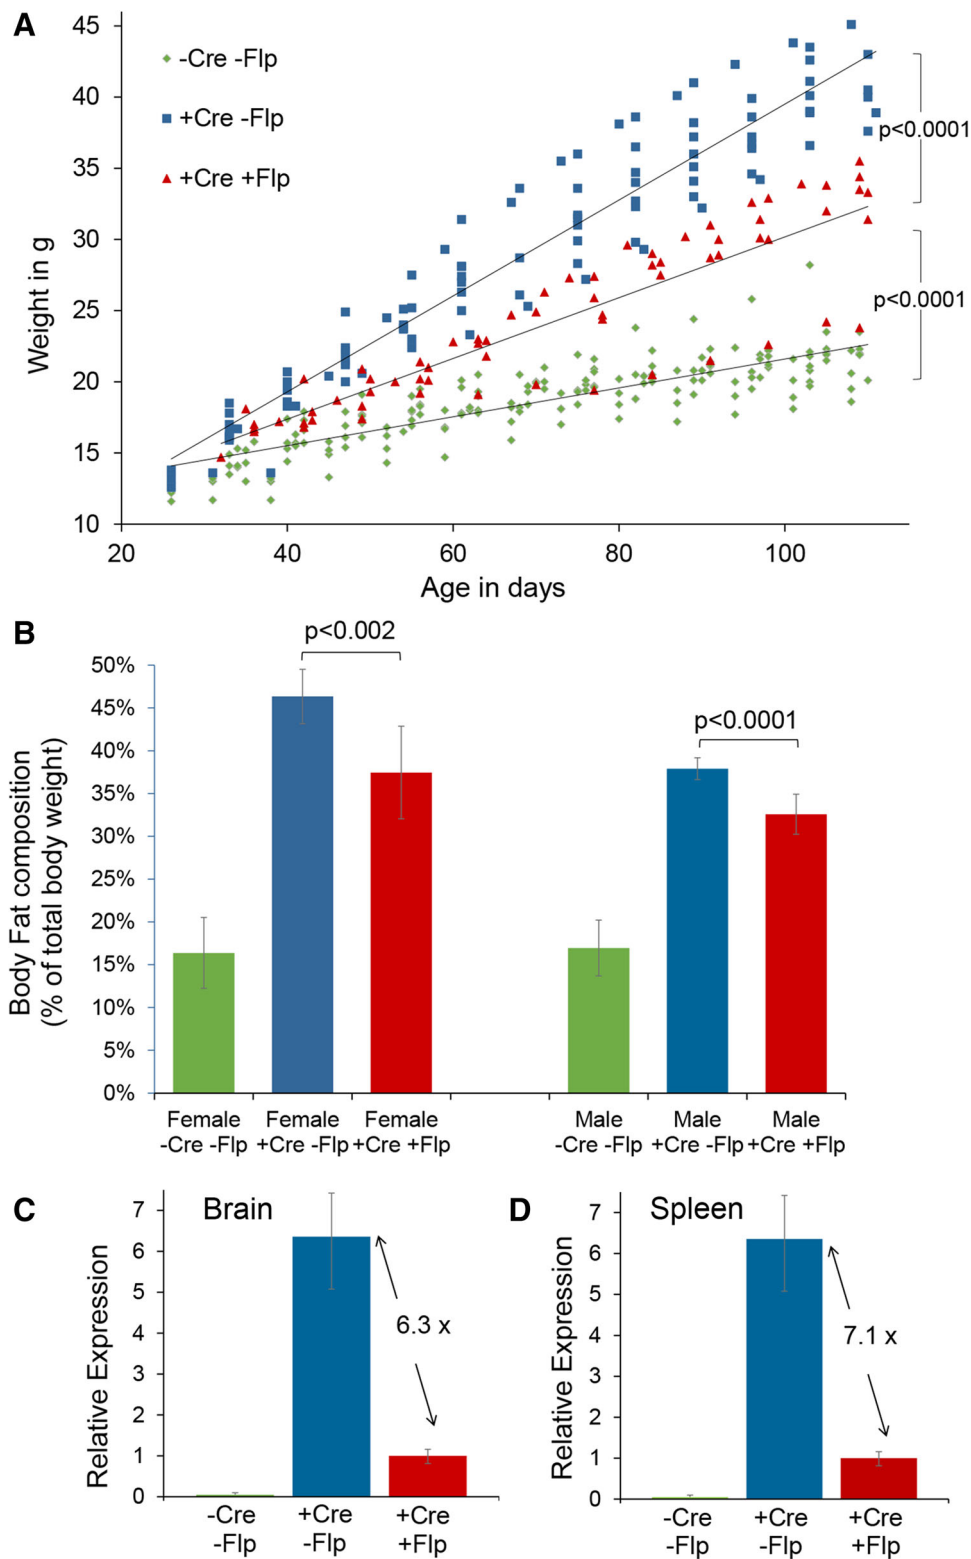 A
45
40
35
30
25
20
15
10
Weight in g
-Cre -Flp
+Cre -Flp
+Cre +Flp
p<0.0001
p<0.0001
20 40 60 80 100
Age in days
B
p<0.002
p<0.0001
50%
45%
40%
35%
30%
25%
20%
15%
10%
5%
0%
Body Fat composition
(% of total body weight)
Female
-Cre -Flp
Female
+Cre -Flp
Female
+Cre +Flp
Male
-Cre -Flp
Male
+Cre -Flp
Male
+Cre +Flp
C
Brain
7
6
5
4
3
2
1
0
Relative Expression
6.3 x
-Cre
-Flp
+Cre
-Flp
+Cre
+Flp
D
Spleen
7
6
5
4
3
2
1
0
Relative Expression
7.1 x
-Cre
-Flp
+Cre
-Flp
+Cre
+Flp